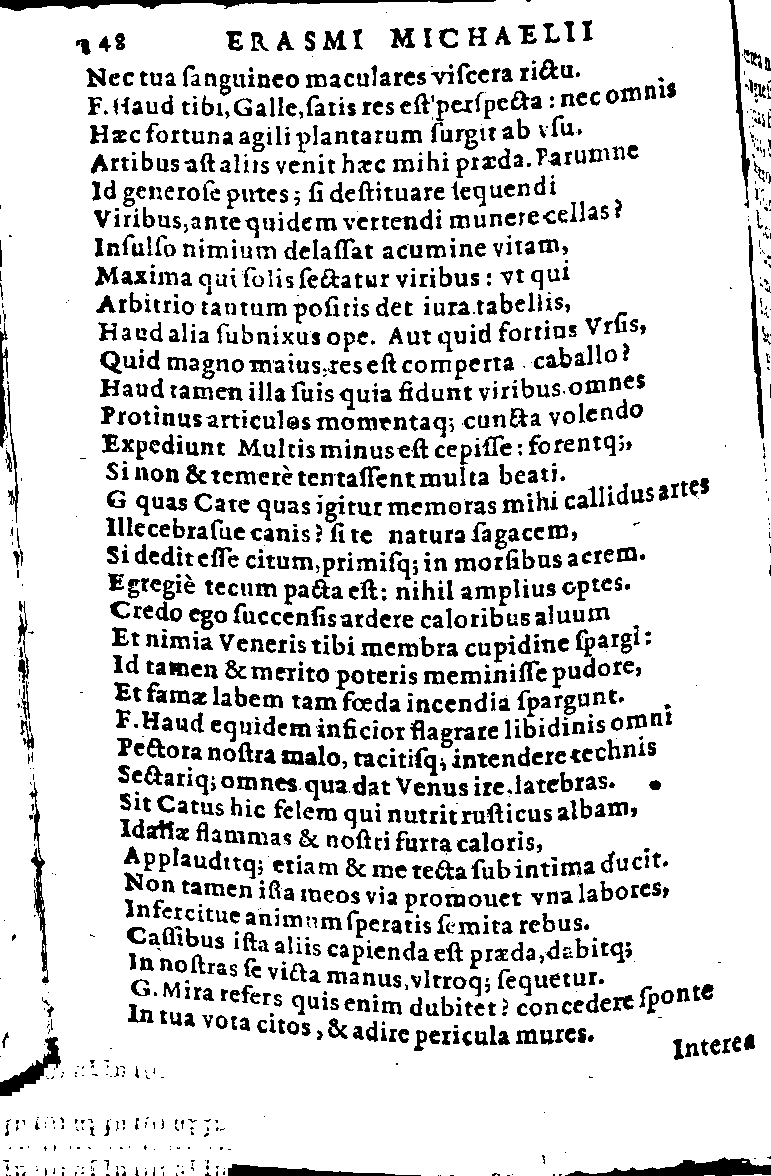 248 ERASMI MICHAELII
Nec tua ſanguineo maculares viſcera rictu.
F. Haud tibi, Galle, ſatis res eſt perſpecta : nec omnis
Hæc fortuna agili plantarum ſurgit ab vſu.
Artibus aſt aliis venit hæc mihi præda. Parumne
Id generoſe putes; ſi deſtituare ſequendi
Viribus, ante quidem vertendi munere cellas?
Inſulſo nimium delaſſat acumine vitam,
Maxima qui ſolis ſectatur viribus : vt qui
Arbitrio tantum poſitis det iura tabellis,
Haud alia ſubnixus ope. Aut quid fortius Vrſis,
Quid magno maius, res eſt comperta caballo?
Haud tamen illa ſuis quia fidunt viribus omnes
Protinus articulos momentaq; cuncta volendo
Expediunt Multis minus eſt cepiſſe : forentq;,
Si non & temerè tentaſſent multa beati.
G quas Cate quas igitur memoras mihi callidus artes
Illecebraſue canis? ſi te natura ſagacem,
Si dedit eſſe citum, primiſq; in morſibus acrem.
Egregiè tecum pacta eſt: nihil amplius optes.
Credo ego ſuccenſis ardere caloribus aluum
Et nimia Veneris tibi membra cupidine ſpargi:
Id tamen & merito poteris meminiſſe pudore,
Et famæ labem tam fœda incendia ſpargunt.
F. Haud equidem inficior flagrare libidinis omni
Pectora noſtra malo, tacitiſq; intendere technis
Sectariq; omnes qua dat Venus ire latebras.
Sit Catus hic felem qui nutrit ruſticus albam,
Idaliæ flammas & noſtri furta caloris,
Applauditq; etiam & me tecta ſub intima ducit.
Non tamen iſta meos via promouet vna labores,
Infercitue animum ſperatis ſemita rebus.
Caſſibus iſta aliis capienda eſt præda, dabitq;
In noſtras ſe victa manus, vltroq; ſequetur.
G. Mira refers quis enim dubitet? concedere ſponte
In tua vota citos, & adire pericula mures.
Interea